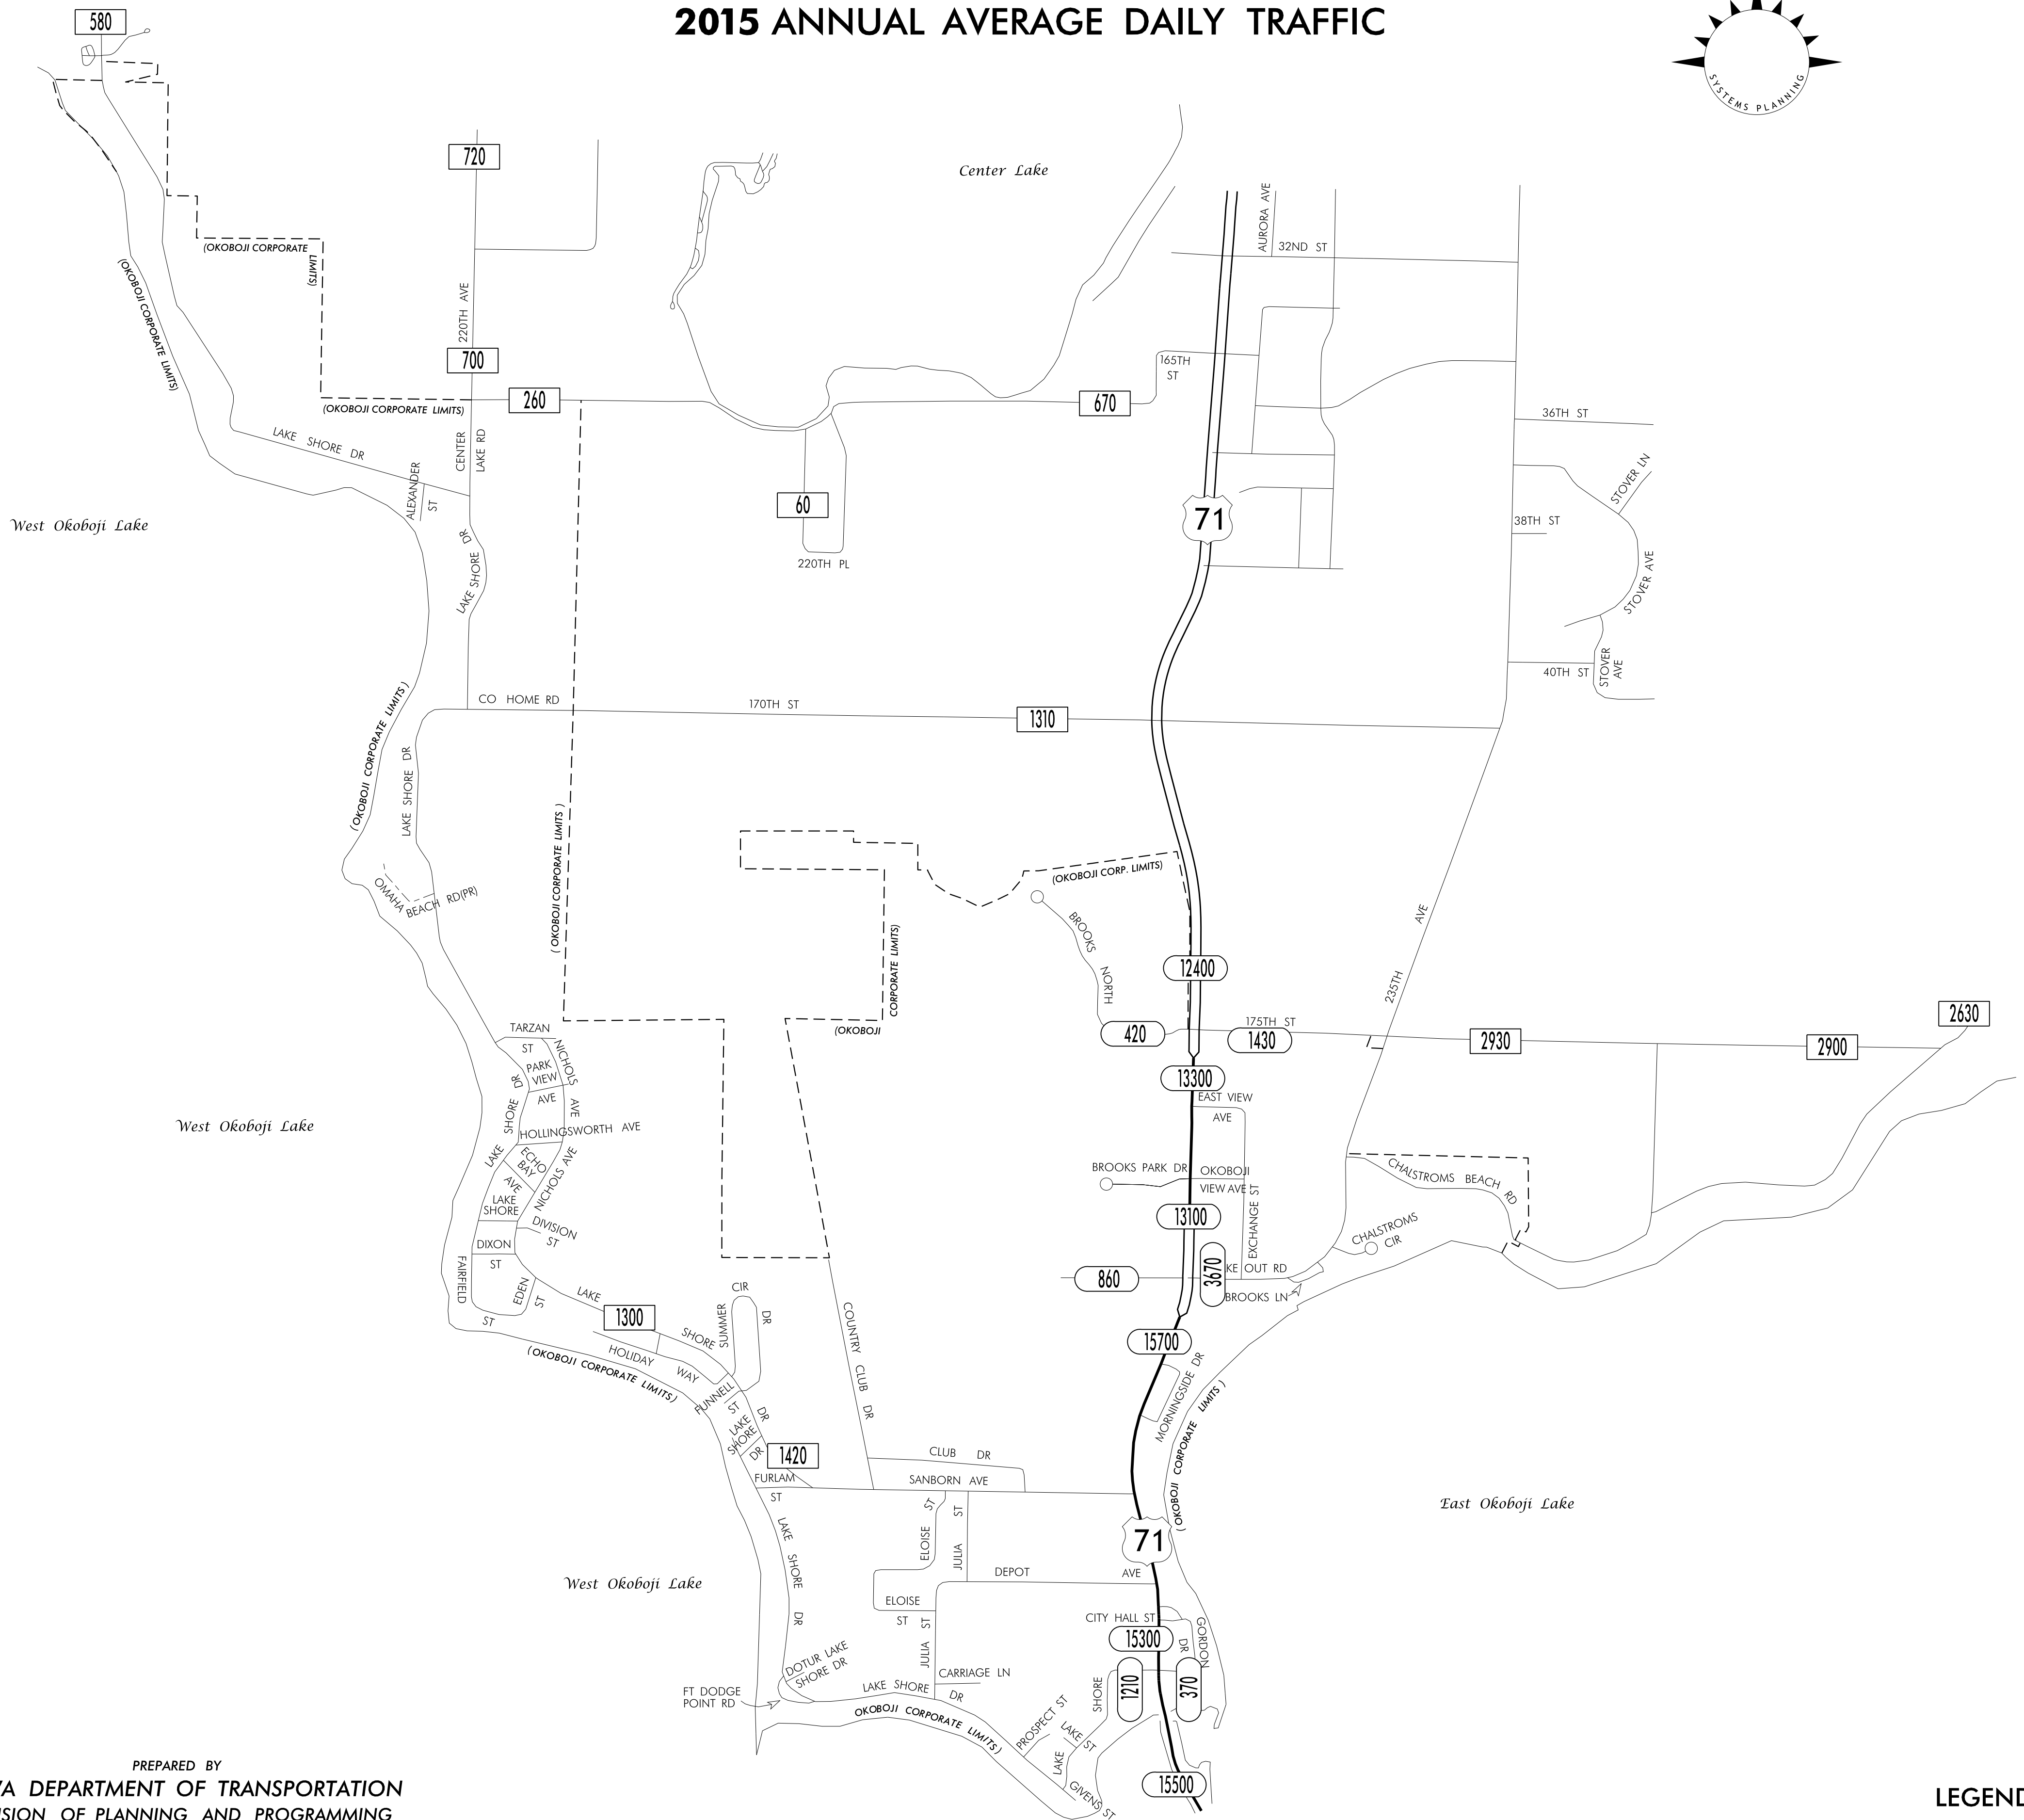 2015 ANNUAL AVERAGE DAILY TRAFFIC
580
SYSTEMS PLANNING
720
Center Lake
AURORA AVE
32ND ST
(OKOBOJI CORPORATE
LIMITS)
(OKOBOJI CORPORATE LIMITS)
220TH AVE
700
165TH
ST
260
670
(OKOBOJI CORPORATE LIMITS)
36TH ST
LAKE SHORE DR
CENTER
LAKE RD
ALEXANDER
ST
STOVER LN
60
71
38TH ST
West Okoboji Lake
DR
LAKE SHORE
220TH PL
STOVER AVE
40TH ST
STOVER
AVE
(OKOBOJI CORPORATE LIMITS)
CO HOME RD
170TH ST
1310
LAKE SHORE DR
(OKOBOJI CORPORATE LIMITS)
OMAHA
BEACH RD(PR)
(OKOBOJI CORP. LIMITS)
BROOKS
NORTH
CORPORATE LIMITS)
(OKOBOJI
AVE
235TH
12400
420
175TH ST
1430
2930
2900
2630
TARZAN
ST
NICHOLS
AVE
PARK
VIEW
AVE
DR
SHORE
LAKE
13300
EAST VIEW
AVE
West Okoboji Lake
HOLLINGSWORTH AVE
ECHO
BAY
AVE
NICHOLS AVE
BROOKS PARK DR
OKOBOJI
VIEW AVE
CHALSTROMS BEACH RD
LAKE
SHORE
DIVISION
ST
13100
EXCHANGE ST
CHALSTROMS
CIR
DIXON
ST
FAIRFIELD
ST
EDEN
ST
860
3670
KE OUT RD
BROOKS LN
LAKE
1300
SHORE
DR
CIR
SUMMER
DR
HOLIDAY WAY
COUNTRY CLUB DR
15700
MORNINGSIDE DR
(OKOBOJI CORPORATE LIMITS)
FUNNELL
ST
LAKE
SHORE
DR
(OKOBOJI CORPORATE LIMITS)
1420
CLUB DR
FURLAM
ST
SANBORN AVE
East Okoboji Lake
ST
ELOISE
ST
JULIA
71
LAKE SHORE DR
DEPOT AVE
West Okoboji Lake
ELOISE
ST
JULIA ST
CITY HALL ST
15300
GORDON
DR
DOTUR LAKE
SHORE DR
CARRIAGE LN
1210
370
FT DODGE
POINT RD
LAKE SHORE DR
SHORE
LAKE
OKOBOJI CORPORATE LIMITS)
PROSPECT ST
LAKE ST
GIVENS ST
15500
PREPARED BY
VA DEPARTMENT OF TRANSPORTATION
ISION OF PLANNING AND PROGRAMMING
LEGEND